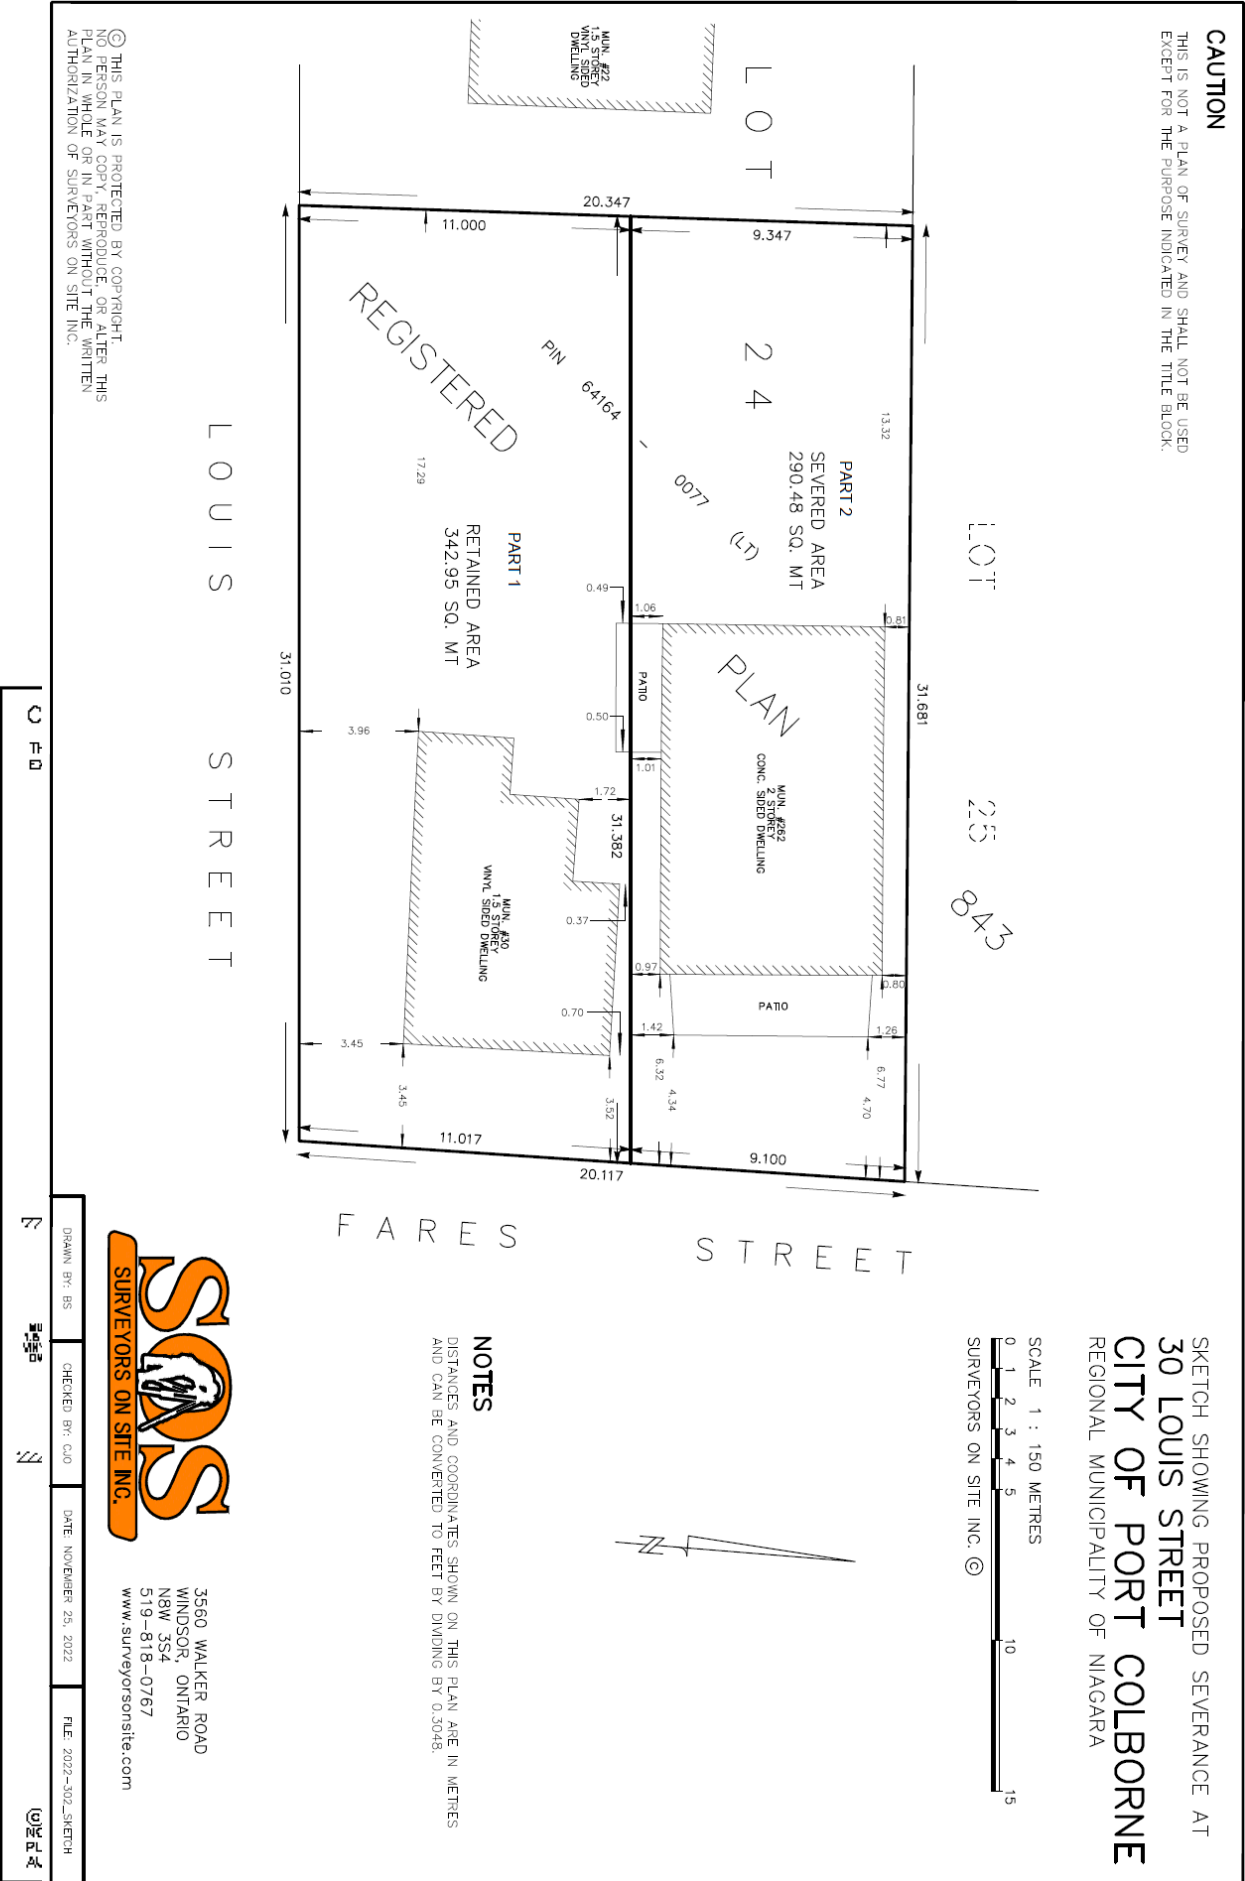 CAUTION
THIS IS NOT A PLAN OF SURVEY AND SHALL NOT BE USED
EXCEPT FOR THE PURPOSE INDICATED IN THE TITLE BLOCK.
SKETCH SHOWING PROPOSED SEVERANCE AT
30 LOUIS STREET
CITY OF PORT COLBORNE
REGIONAL MUNICIPALITY OF NIAGARA
SCALE 1 : 150 METRES
0 1 2 3 4 5 10 15
SURVEYORS ON SITE INC. ©
LOT 25
843
31.681
LOT 24
9.347
20.347
11.000
13.32
PART 2
SEVERED AREA
290.48 SQ. MT
0.81
1.06
MUN. #262
2 STOREY
CONC. SIDED DWELLING
PATIO
0.80
0.97
PATIO
1.26
1.42
6.77
4.70
4.34
6.32
9.100
20.117
11.017
REGISTERED
PLAN
PIN 64164 - 0077 (LT)
0.49
0.50
1.01
1.72
31.382
0.37
0.70
3.52
17.29
PART 1
RETAINED AREA
342.95 SQ. MT
MUN. #30
1.5 STOREY
VINYL SIDED DWELLING
3.96
3.45
3.45
31.010
MUN. #22
1.5 STOREY
VINYL SIDED
DWELLING
LOUIS STREET
FARES STREET
N
NOTES
DISTANCES AND COORDINATES SHOWN ON THIS PLAN ARE IN METRES
AND CAN BE CONVERTED TO FEET BY DIVIDING BY 0.3048.
© THIS PLAN IS PROTECTED BY COPYRIGHT.
NO PERSON MAY COPY, REPRODUCE, OR ALTER THIS
PLAN IN WHOLE OR IN PART WITHOUT THE WRITTEN
AUTHORIZATION OF SURVEYORS ON SITE INC.
SOS
SURVEYORS ON SITE INC.
3560 WALKER ROAD
WINDSOR, ONTARIO
N8W 3S4
519-818-0767
www.surveyorsonsite.com
DRAWN BY: BS
CHECKED BY: CJO
DATE: NOVEMBER 25, 2022
FILE: 2022-302_SKETCH